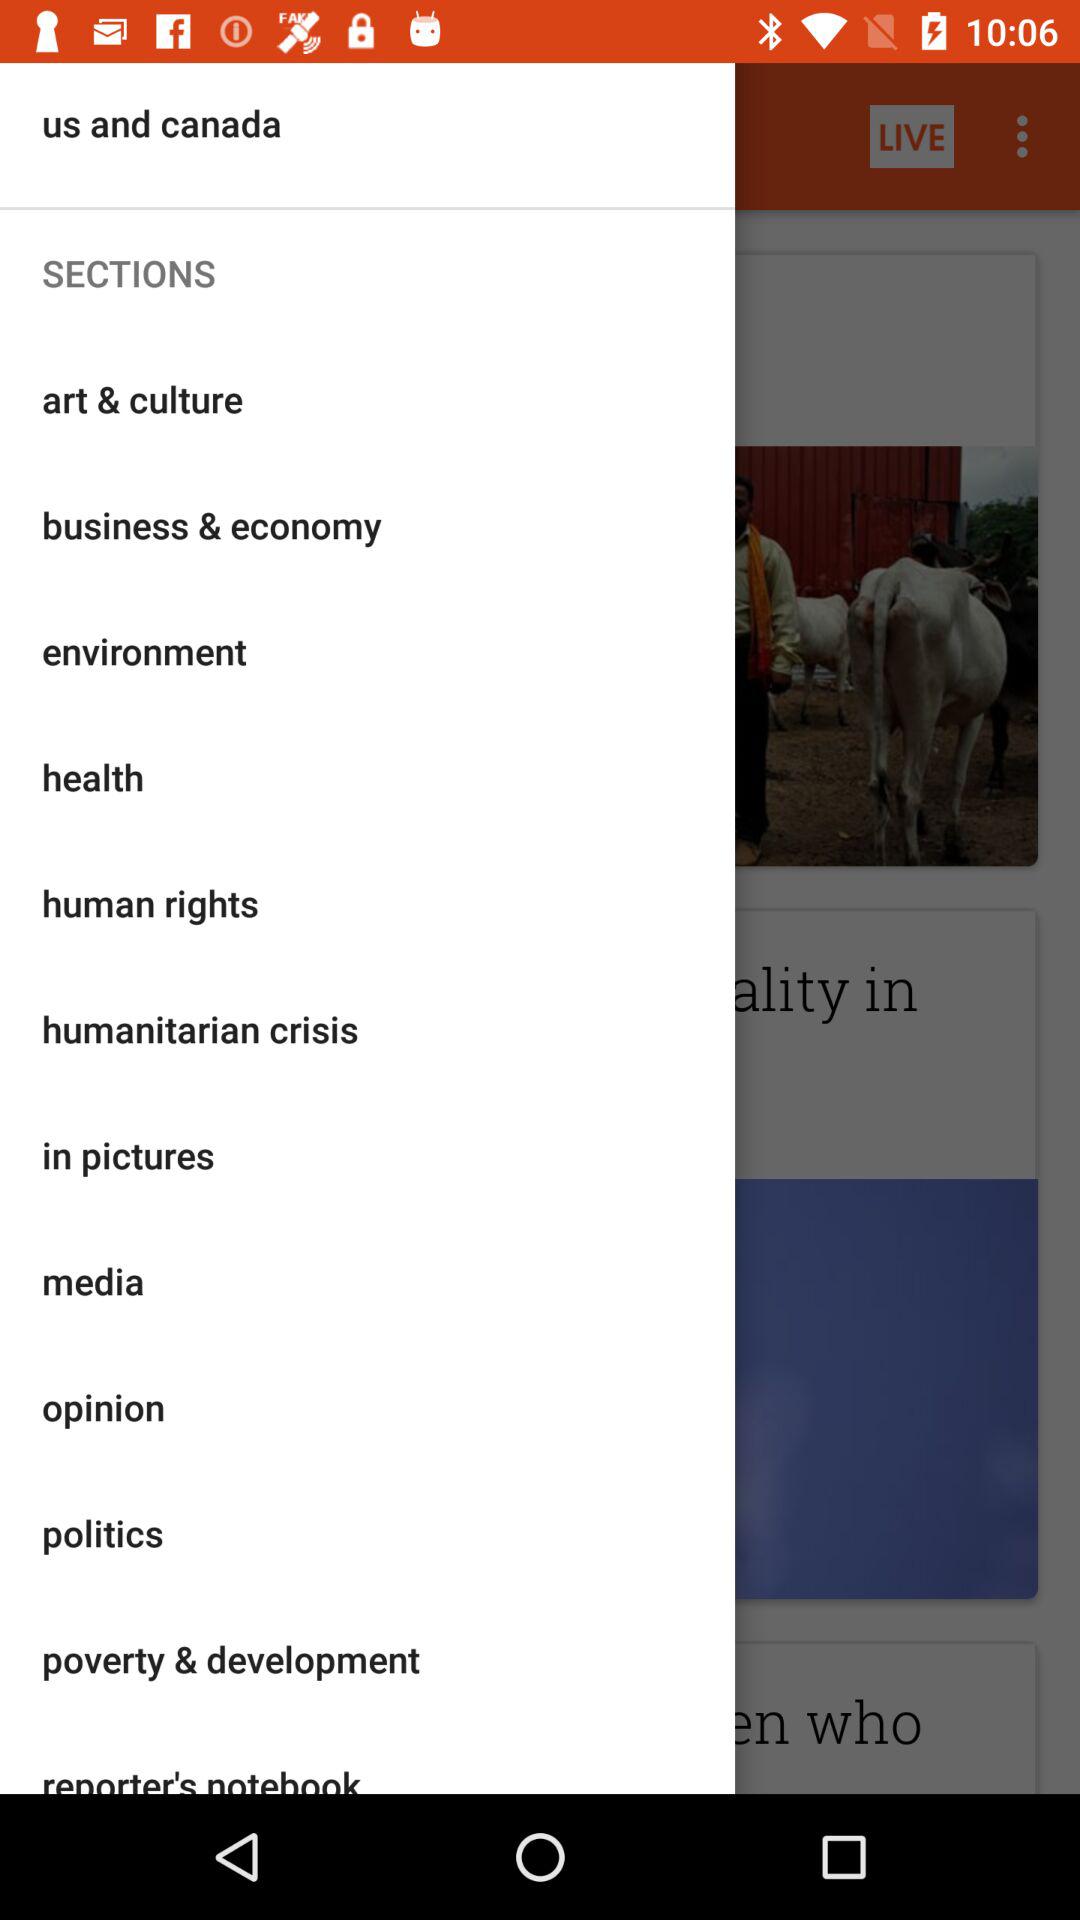 FAKE
10:06
us and canada
LIVE
SECTIONS
art & culture
business & economy
environment
health
human rights
ality in
humanitarian crisis
in pictures
media
opinion
politics
poverty & development
en who
reporter's notebook